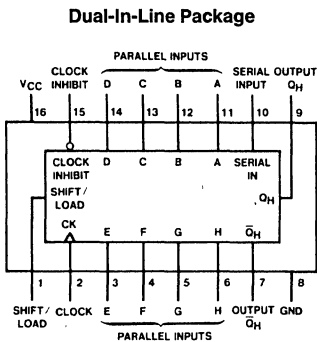 Dual-In-Line Package
PARALLEL INPUTS
CLOCK SERIAL OUTPUT
VCC INHIBIT D C B A INPUT QH
16 15 14 13 12 11 10 9
CLOCK D C B A SERIAL
INHIBIT IN
SHIFT/
LOAD QH
CK
E F G H Q̅H
1 2 3 4 5 6 7 8
SHIFT/ CLOCK E F G H OUTPUT GND
LOAD Q̅H
PARALLEL INPUTS